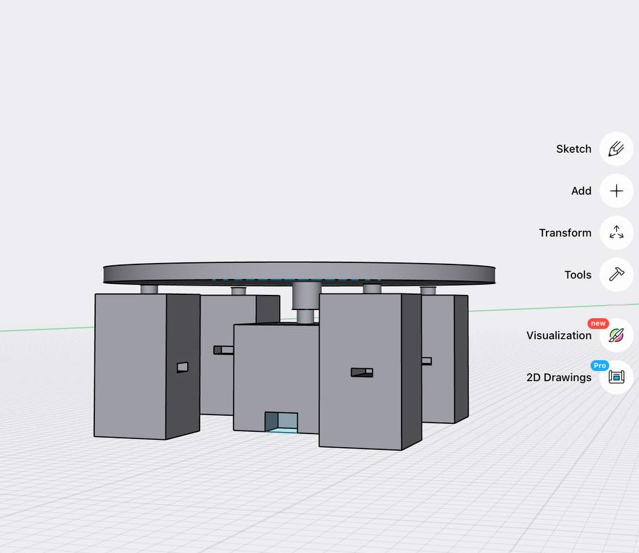 Sketch
Add
Transform
Tools
new
Visualization
Pro
2D Drawings